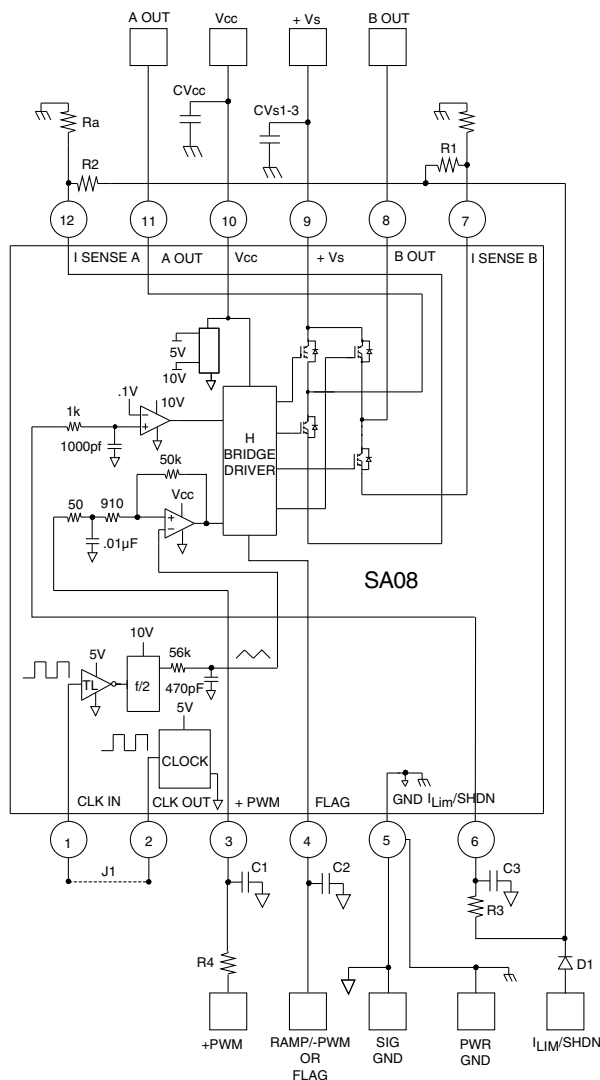 A OUT
Vcc
+ Vs
B OUT
CVcc
CVs1-3
Ra
R1
R2
12
11
10
9
8
7
I SENSE A
A OUT
Vcc
+ Vs
B OUT
I SENSE B
5V
10V
.1V
10V
1k
1000pf
H
BRIDGE
DRIVER
50k
50
910
Vcc
.01µF
SA08
10V
5V
56k
TL
f/2
470pF
5V
CLOCK
CLK IN
CLK OUT
+ PWM
FLAG
GND
ILim/SHDN
1
2
3
4
5
6
J1
C1
C2
C3
R3
R4
D1
+PWM
RAMP/-PWM
OR
FLAG
SIG
GND
PWR
GND
ILIM/SHDN